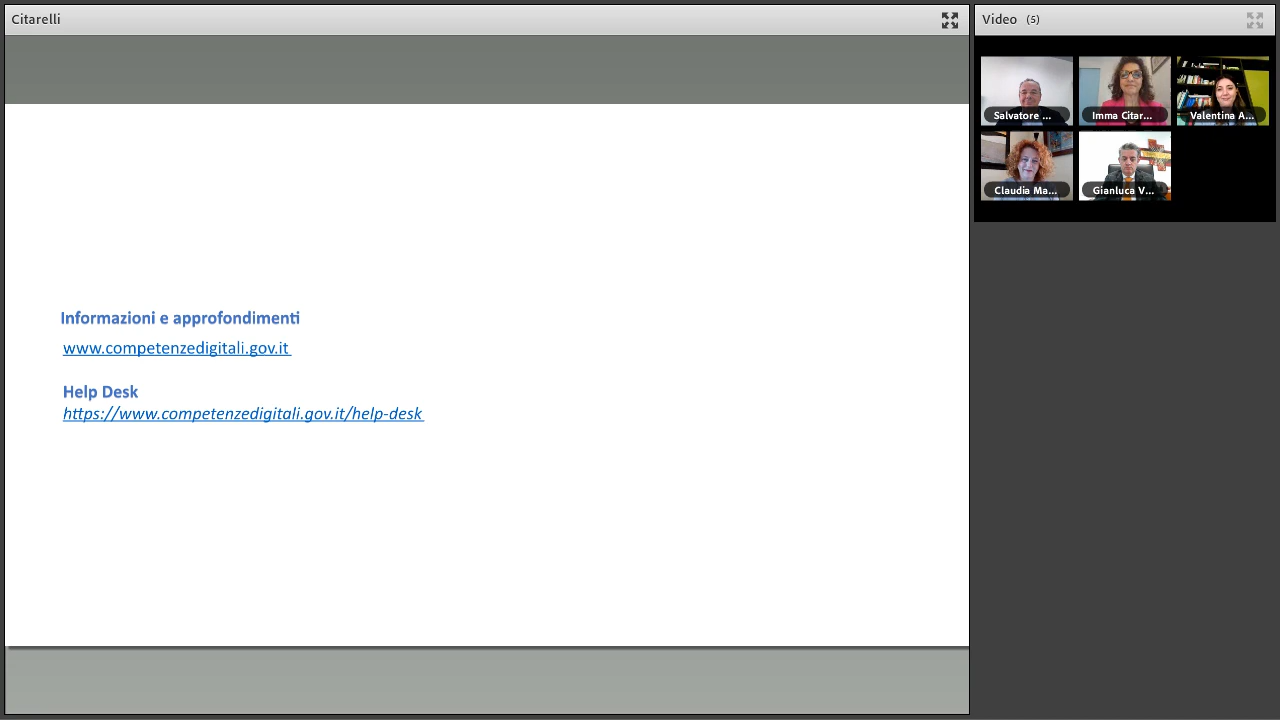 Citarelli
Video (5)
Salvatore ...
Imma Citar...
Valentina A...
Claudia Ma...
Gianluca V...
Informazioni e approfondimenti
www.competenzedigitali.gov.it
Help Desk
https://www.competenzedigitali.gov.it/help-desk